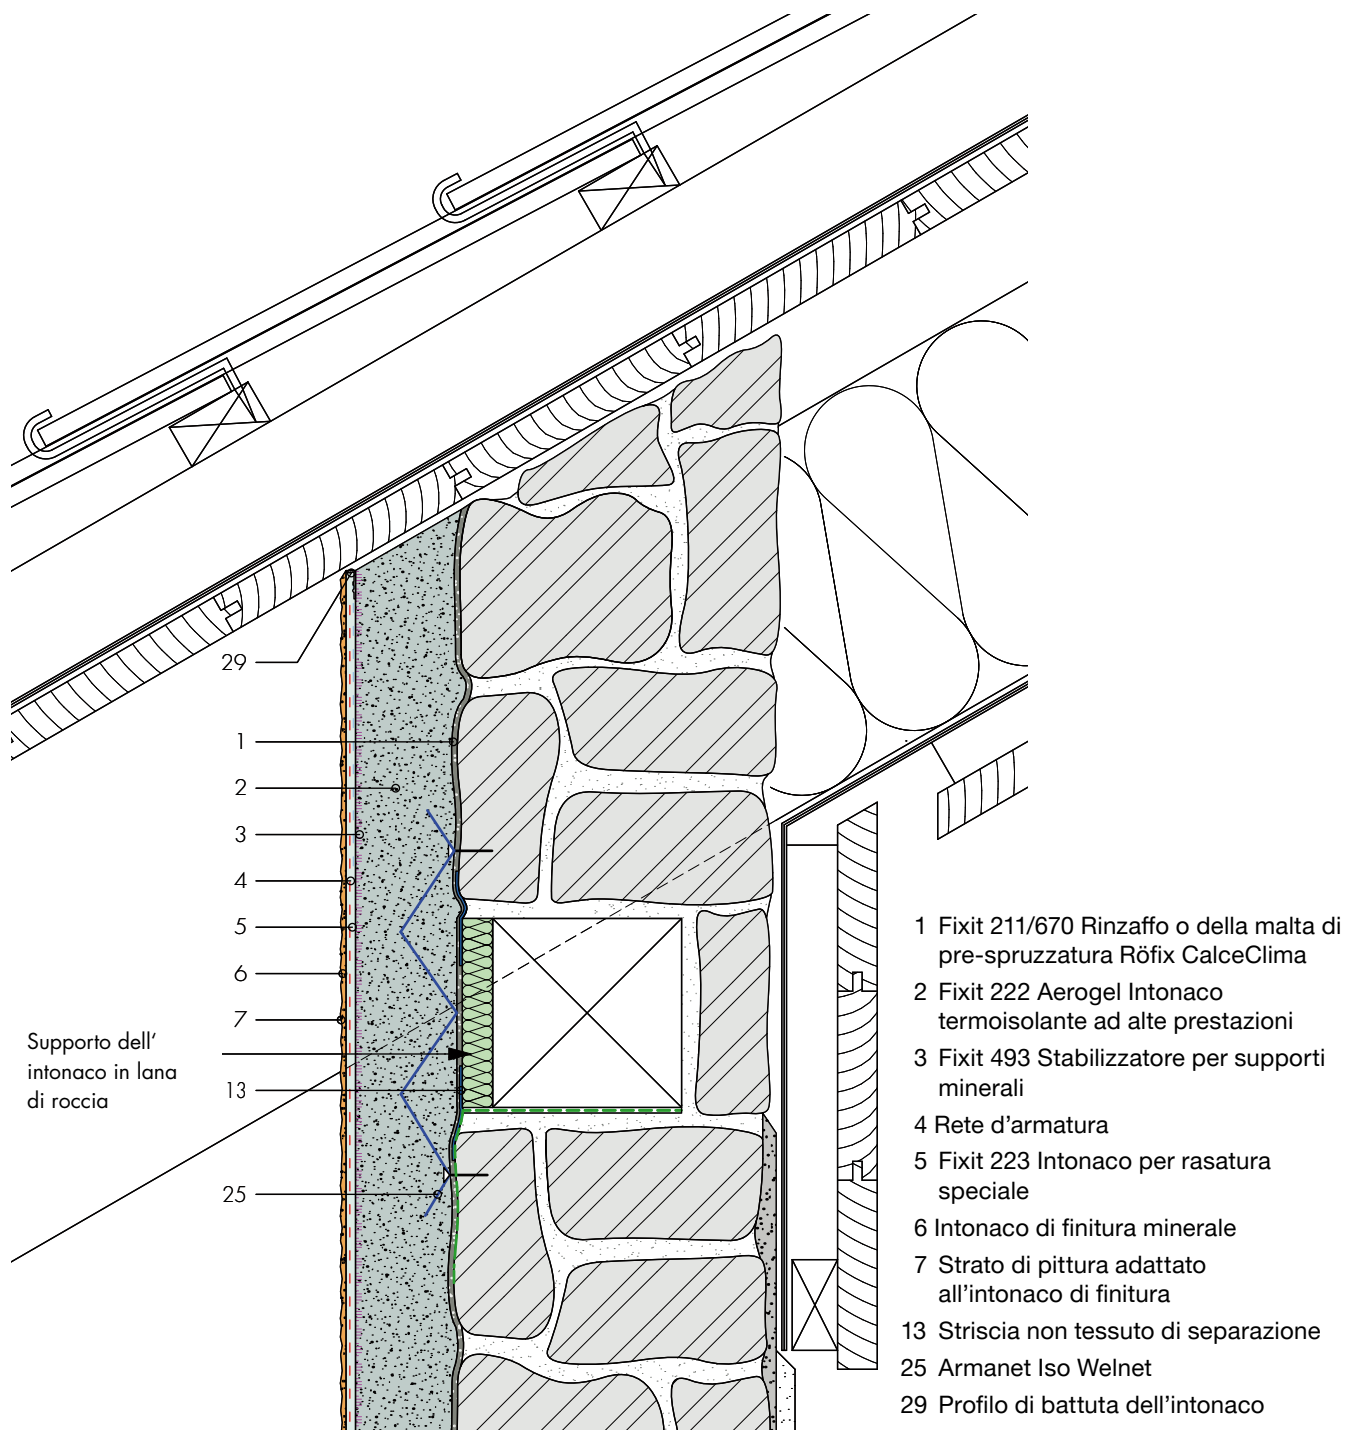 29
1
2
3
4
5
6
7
Supporto dell'
intonaco in lana
di roccia
13
25
1 Fixit 211/670 Rinzaffo o della malta di
pre-spruzzatura Röfix CalceClima
2 Fixit 222 Aerogel Intonaco
termoisolante ad alte prestazioni
3 Fixit 493 Stabilizzatore per supporti
minerali
4 Rete d'armatura
5 Fixit 223 Intonaco per rasatura
speciale
6 Intonaco di finitura minerale
7 Strato di pittura adattato
all'intonaco di finitura
13 Striscia non tessuto di separazione
25 Armanet Iso Welnet
29 Profilo di battuta dell'intonaco